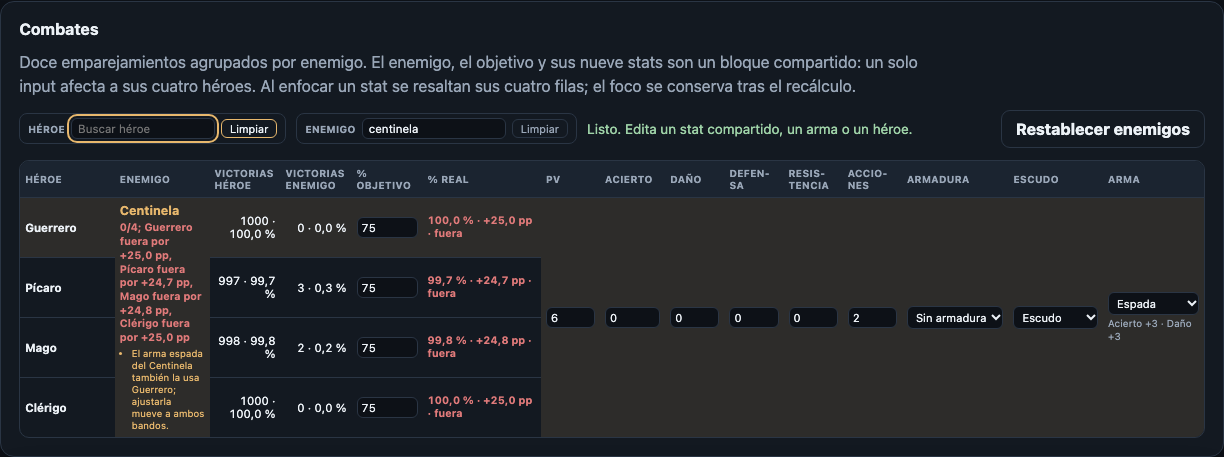 Combates
Doce emparejamientos agrupados por enemigo. El enemigo, el objetivo y sus nueve stats son un bloque compartido: un solo
input afecta a sus cuatro héroes. Al enfocar un stat se resaltan sus cuatro filas; el foco se conserva tras el recálculo.
HÉROE Buscar héroe Limpiar ENEMIGO centinela Limpiar Listo. Edita un stat compartido, un arma o un héroe. Restablecer enemigos
HÉROE
ENEMIGO
VICTORIAS
HÉROE
VICTORIAS
ENEMIGO
%
OBJETIVO
% REAL
PV
ACIERTO
DAÑO
DEFEN-
SA
RESIS-
TENCIA
ACCIO-
NES
ARMADURA
ESCUDO
ARMA
Centinela
0/4; Guerrero
fuera por
+25,0 pp,
Pícaro fuera
por +24,7 pp,
Mago fuera por
+24,8 pp,
Clérigo fuera
por +25,0 pp
• El arma espada
del Centinela
también la usa
Guerrero;
ajustarla
mueve a ambos
bandos.
Guerrero
1000 ·
100,0 %
0 · 0,0 %
75
100,0 % · +25,0 pp
· fuera
Pícaro
997 · 99,7
%
3 · 0,3 %
75
99,7 % · +24,7 pp ·
fuera
Mago
998 · 99,8
%
2 · 0,2 %
75
99,8 % · +24,8 pp ·
fuera
Clérigo
1000 ·
100,0 %
0 · 0,0 %
75
100,0 % · +25,0 pp
· fuera
6
0
0
0
0
2
Sin armadura
Escudo
Espada
Acierto +3 · Daño
+3